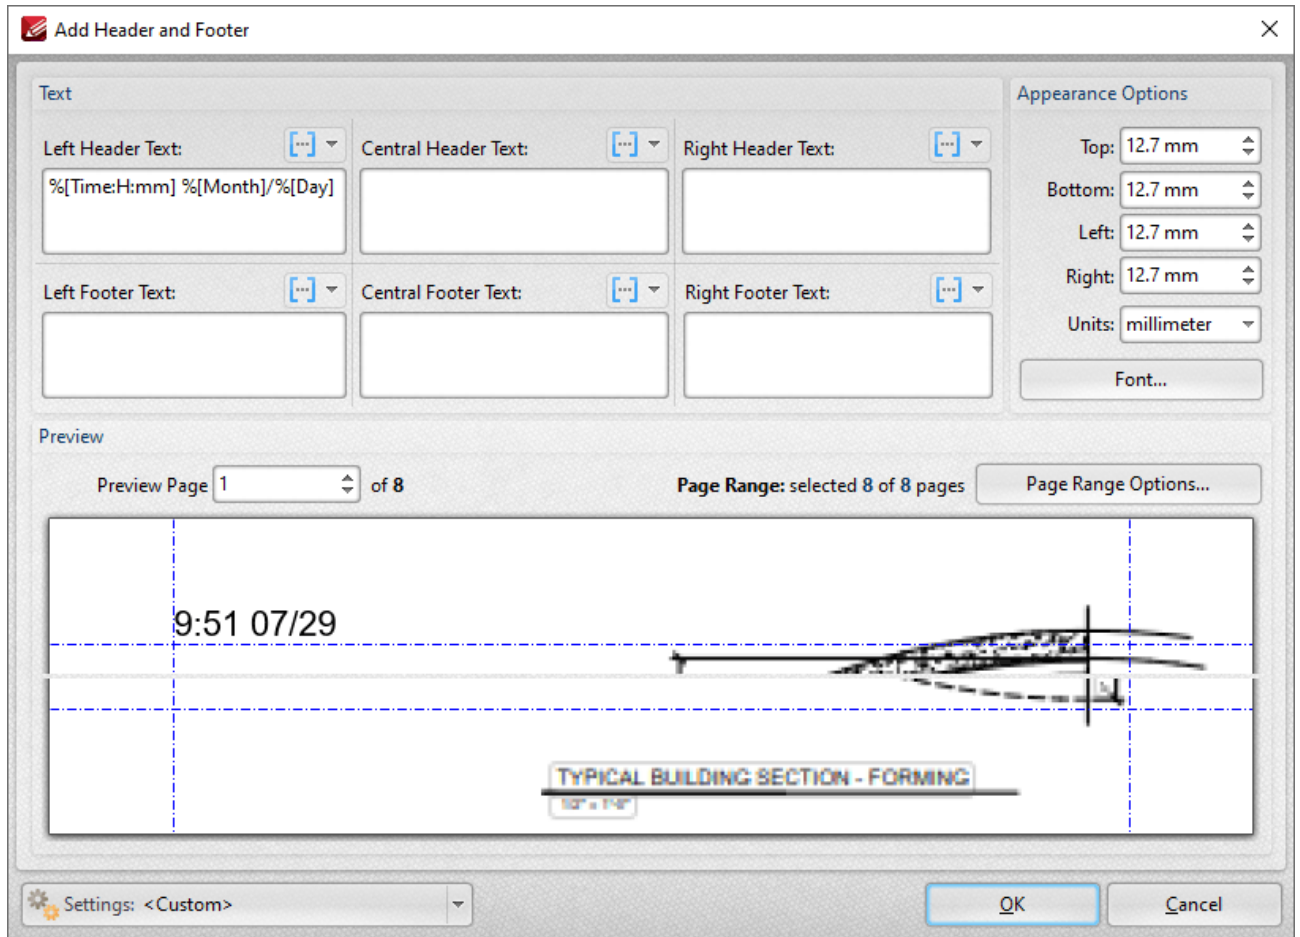 Add Header and Footer
Text
Appearance Options
Left Header Text:
Central Header Text:
Right Header Text:
%[Time:H:mm] %[Month]/%[Day]
Top: 12.7 mm
Bottom: 12.7 mm
Left: 12.7 mm
Right: 12.7 mm
Units: millimeter
Font...
Left Footer Text:
Central Footer Text:
Right Footer Text:
Preview
Preview Page 1 of 8
Page Range: selected 8 of 8 pages
Page Range Options...
9:51 07/29
TYPICAL BUILDING SECTION - FORMING
Settings: <Custom>
OK
Cancel